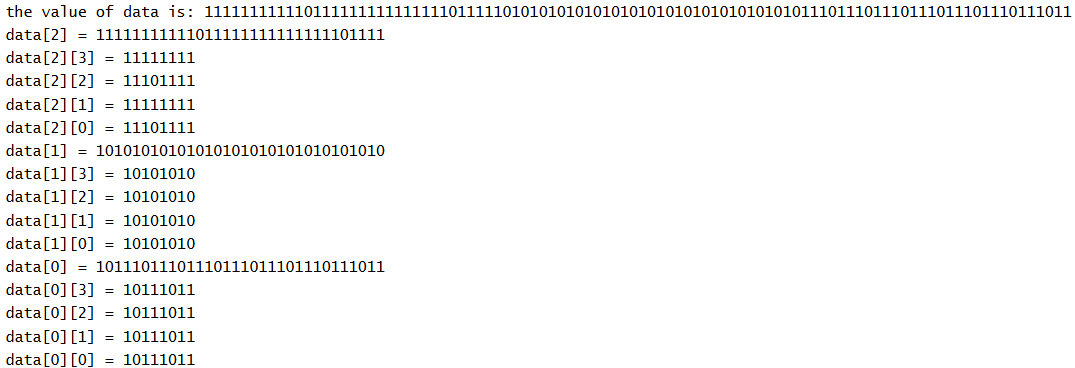 the value of data is: 111111111110111111111111111011111010101010101010101010101010101010111011101110111011101110111011
data[2] = 11111111111011111111111111101111
data[2][3] = 11111111
data[2][2] = 11101111
data[2][1] = 11111111
data[2][0] = 11101111
data[1] = 10101010101010101010101010101010
data[1][3] = 10101010
data[1][2] = 10101010
data[1][1] = 10101010
data[1][0] = 10101010
data[0] = 10111011101110111011101110111011
data[0][3] = 10111011
data[0][2] = 10111011
data[0][1] = 10111011
data[0][0] = 10111011